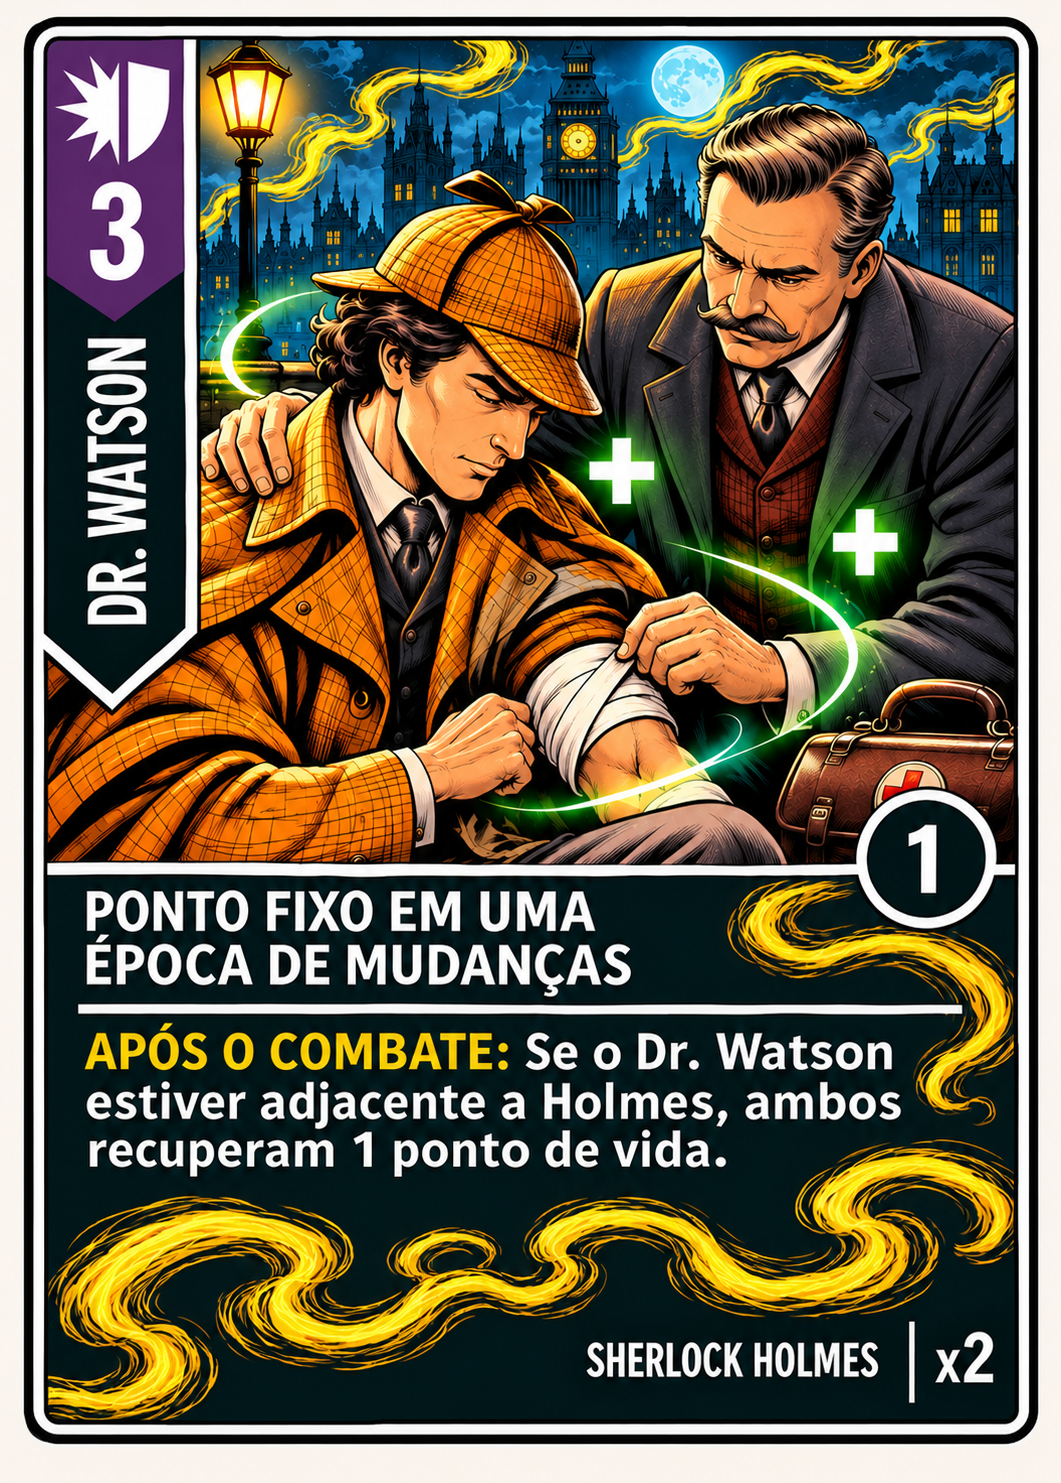 3
DR. WATSON
1
PONTO FIXO EM UMA
ÉPOCA DE MUDANÇAS
APÓS O COMBATE: Se o Dr. Watson
estiver adjacente a Holmes, ambos
recuperam 1 ponto de vida.
SHERLOCK HOLMES | x2